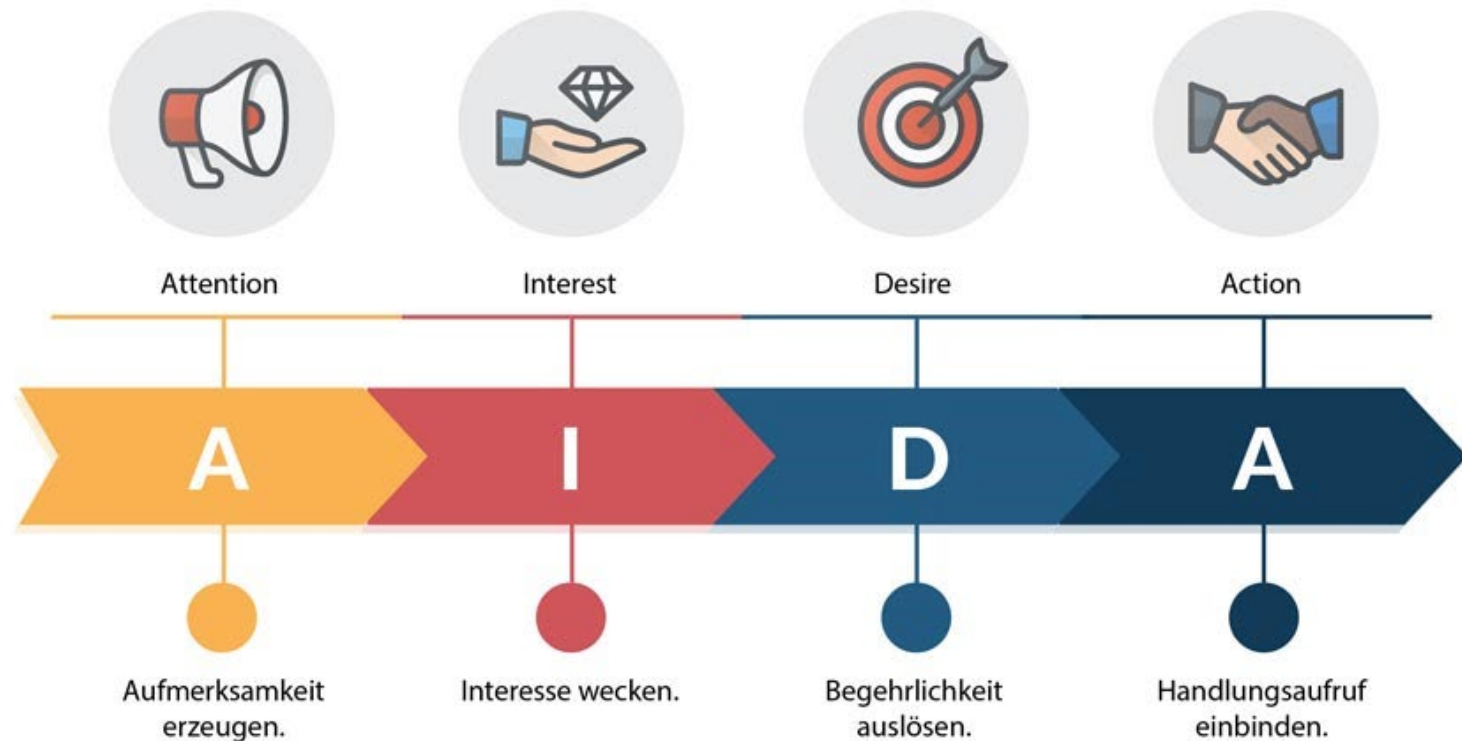 Attention
Interest
Desire
Action
A
I
D
A
Aufmerksamkeit
erzeugen.
Interesse wecken.
Begehrlichkeit
auslösen.
Handlungsaufruf
einbinden.